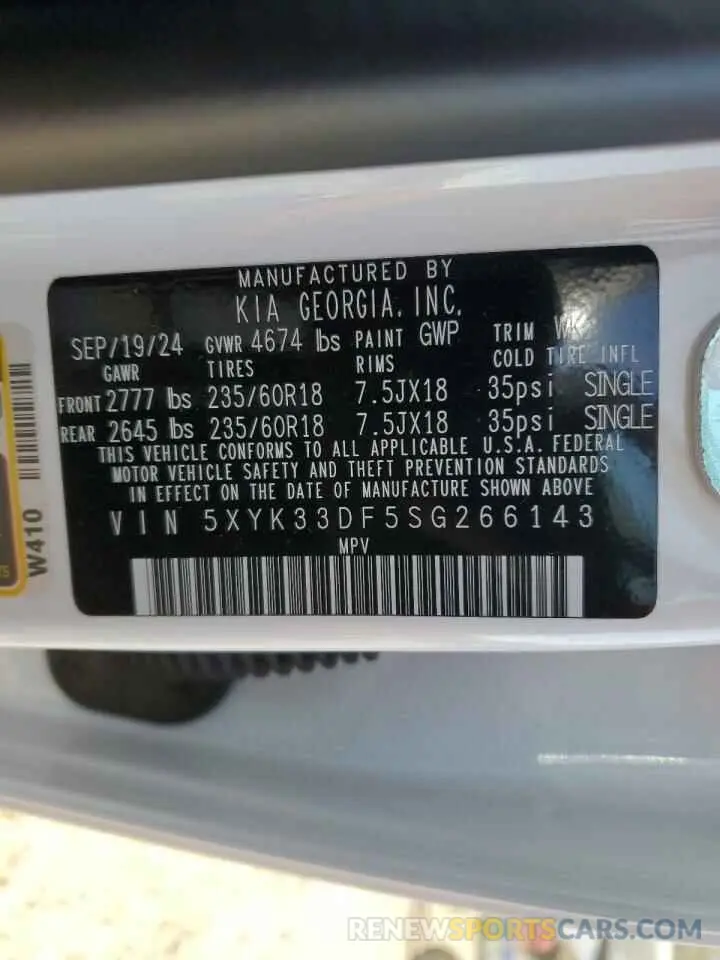 MANUFACTURED BY
KIA GEORGIA, INC.
SEP/19/24 GVWR 4674 lbs PAINT GWP TRIM WK
GAWR TIRES RIMS COLD TIRE INFL
FRONT 2777 lbs 235/60R18 7.5JX18 35psi SINGLE
REAR 2645 lbs 235/60R18 7.5JX18 35psi SINGLE
THIS VEHICLE CONFORMS TO ALL APPLICABLE U.S.A. FEDERAL
MOTOR VEHICLE SAFETY AND THEFT PREVENTION STANDARDS
IN EFFECT ON THE DATE OF MANUFACTURE SHOWN ABOVE
VIN 5XYK33DF5SG266143
MPV
W410
RENEWSPORTSCARS.COM